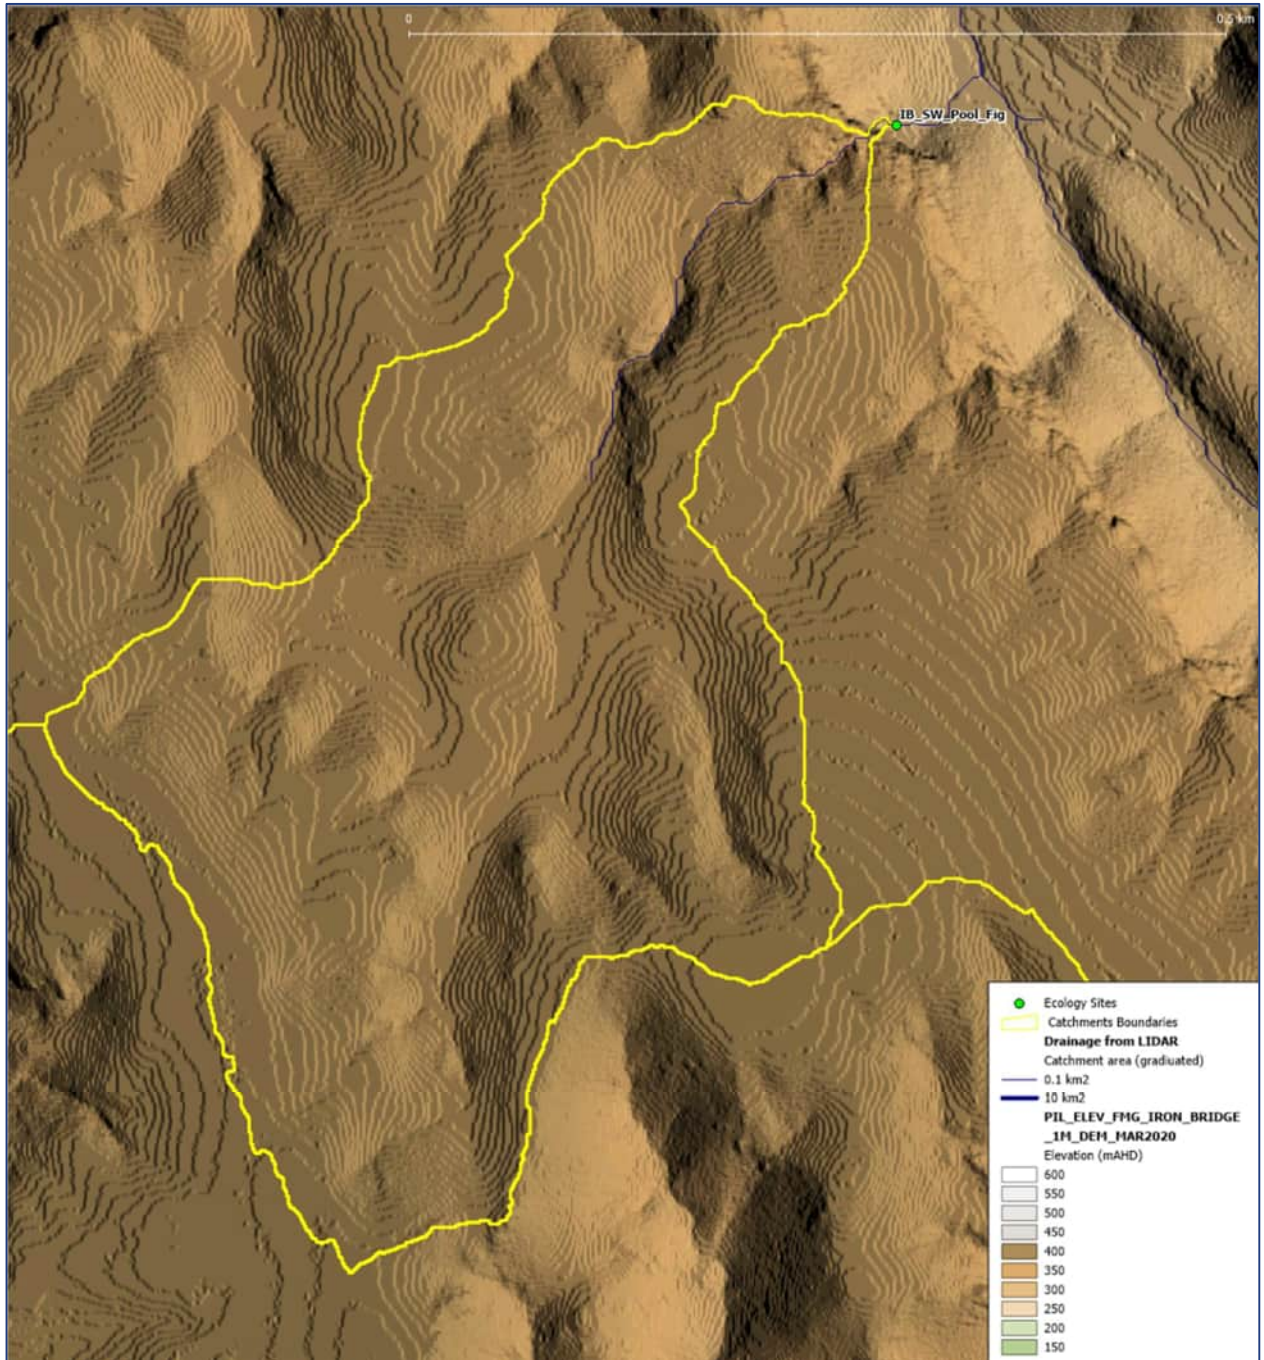 0
0.5 km
IB_SW_Pool_Fig
Ecology Sites
Catchments Boundaries
Drainage from LIDAR
Catchment area (gradiuated)
0.1 km2
10 km2
PIL_ELEV_FMG_IRON_BRIDGE
_1M_DEM_MAR2020
Elevation (mAHD)
600
550
500
450
400
350
300
250
200
150